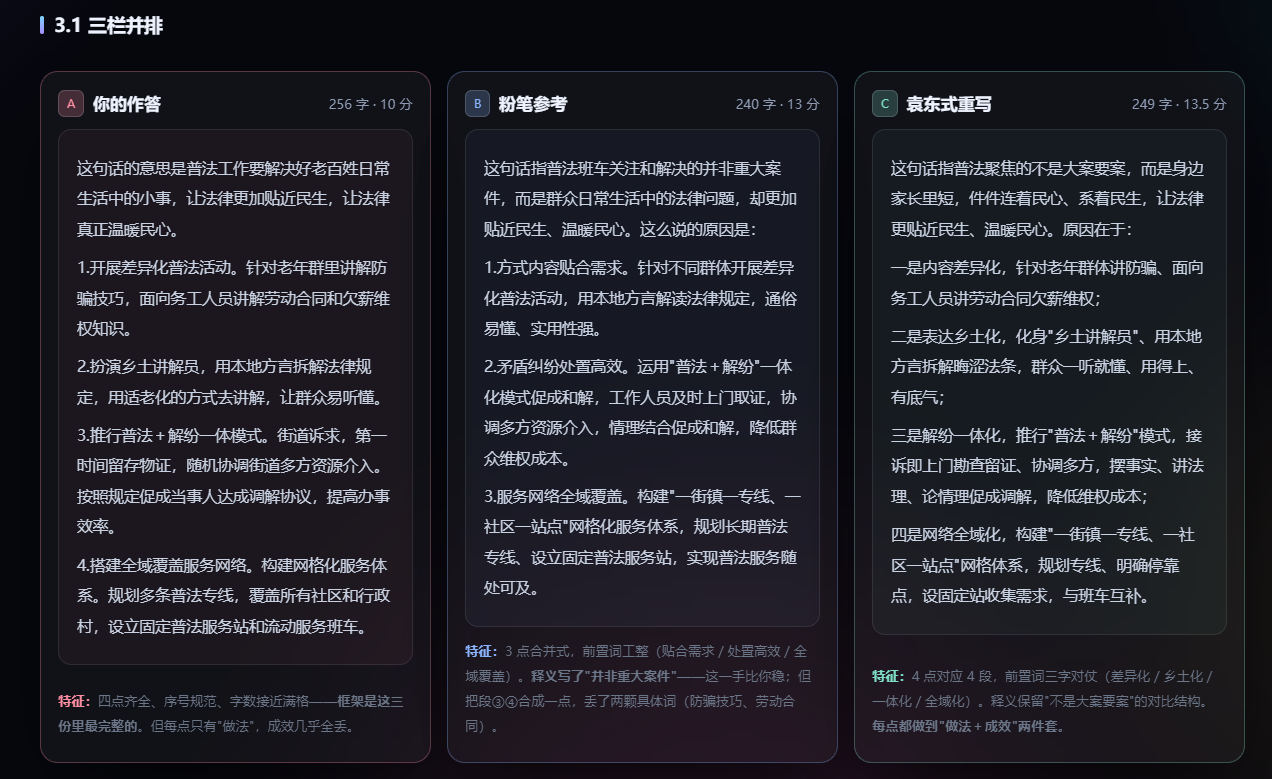 3.1 三栏并排
A 你的作答 256 字 · 10 分
这句话的意思是普法工作要解决好老百姓日常
生活中的小事，让法律更加贴近民生，让法律
真正温暖民心。
1.开展差异化普法活动。针对老年群里讲解防
骗技巧，面向务工人员讲解劳动合同和欠薪维
权知识。
2.扮演乡土讲解员，用本地方言拆解法律规
定，用适老化的方式去讲解，让群众易听懂。
3.推行普法 + 解纷一体模式。街道诉求，第一
时间留存物证，随机协调街道多方资源介入。
按照规定促成当事人达成调解协议，提高办事
效率。
4.搭建全域覆盖服务网络。构建网格化服务体
系。规划多条普法专线，覆盖所有社区和行政
村，设立固定普法服务站和流动服务班车。
特征：四点齐全、序号规范、字数接近满格——框架是这三
份里最完整的。但每点只有"做法"，成效几乎全丢。
B 粉笔参考 240 字 · 13 分
这句话指普法班车关注和解决的并非重大案
件，而是群众日常生活中的法律问题，却更加
贴近民生、温暖民心。这么说的原因是：
1.方式内容贴合需求。针对不同群体开展差异
化普法活动，用本地方言解读法律规定，通俗
易懂、实用性强。
2.矛盾纠纷处置高效。运用"普法 + 解纷"一体
化模式促成和解，工作人员及时上门取证，协
调多方资源介入，情理结合促成和解，降低群
众维权成本。
3.服务网络全域覆盖。构建"一街镇一专线、一
社区一站点"网格化服务体系，规划长期普法
专线、设立固定普法服务站，实现普法服务随
处可及。
特征：3 点合并式，前置词工整（贴合需求 / 处置高效 / 全
域覆盖）。释义写了"并非重大案件"——这一手比你稳；但
把段③④合成一点，丢了两颗具体词（防骗技巧、劳动合
同）。
C 袁东式重写 249 字 · 13.5 分
这句话指普法聚焦的不是大案要案，而是身边
家长里短，件件连着民心、系着民生，让法律
更贴近民生、温暖民心。原因在于：
一是内容差异化，针对老年群体讲防骗、面向
务工人员讲劳动合同欠薪维权；
二是表达乡土化，化身"乡土讲解员"、用本地
方言拆解晦涩法条，群众一听就懂、用得上、
有底气；
三是解纷一体化，推行"普法 + 解纷"模式，接
诉即上门勘查留证、协调多方，摆事实、讲法
理、论情理促成调解，降低维权成本；
四是网络全域化，构建"一街镇一专线、一社
区一站点"网格体系，规划专线、明确停靠
点，设固定站收集需求，与班车互补。
特征：4 点对应 4 段，前置词三字对仗（差异化 / 乡土化 /
一体化 / 全域化）。释义保留"不是大案要案"的对比结构。
每点都做到"做法 + 成效"两件套。